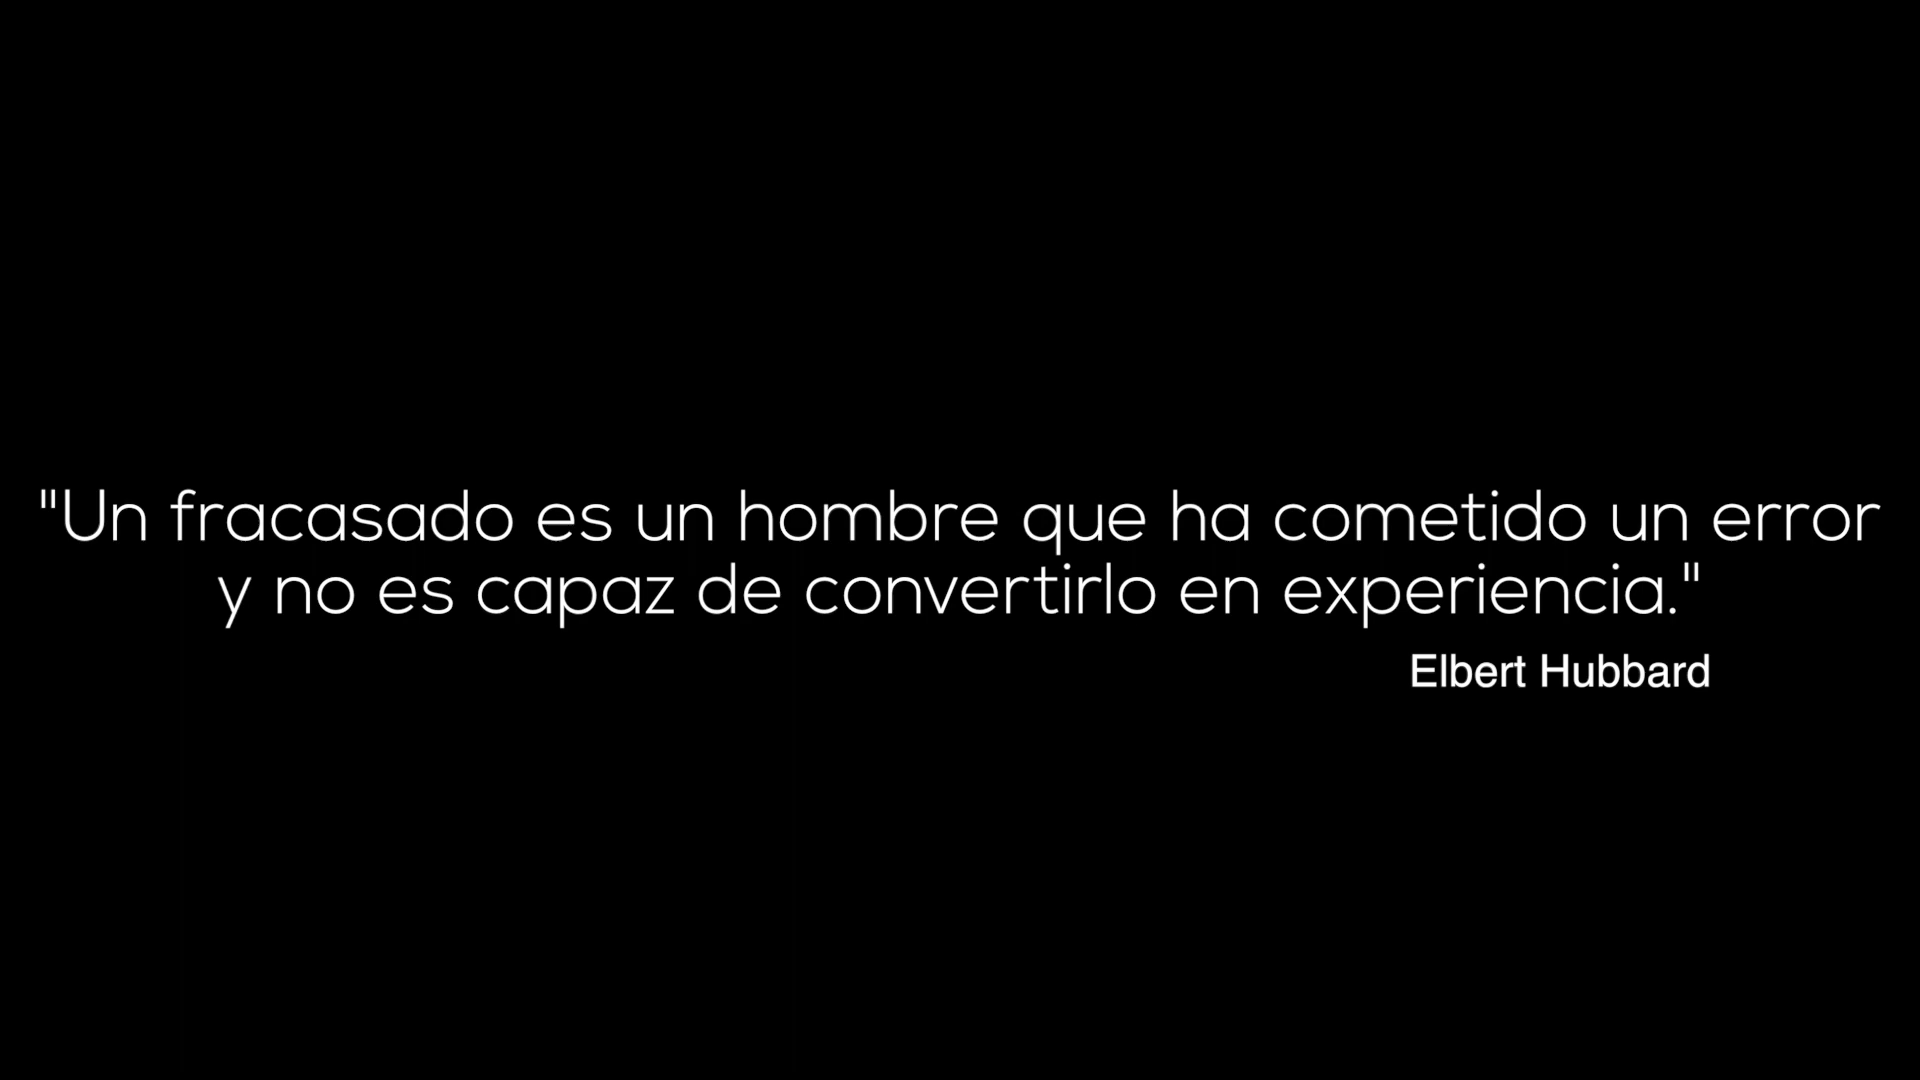 "Un fracasado es un hombre que ha cometido un error
y no es capaz de convertirlo en experiencia."
Elbert Hubbard